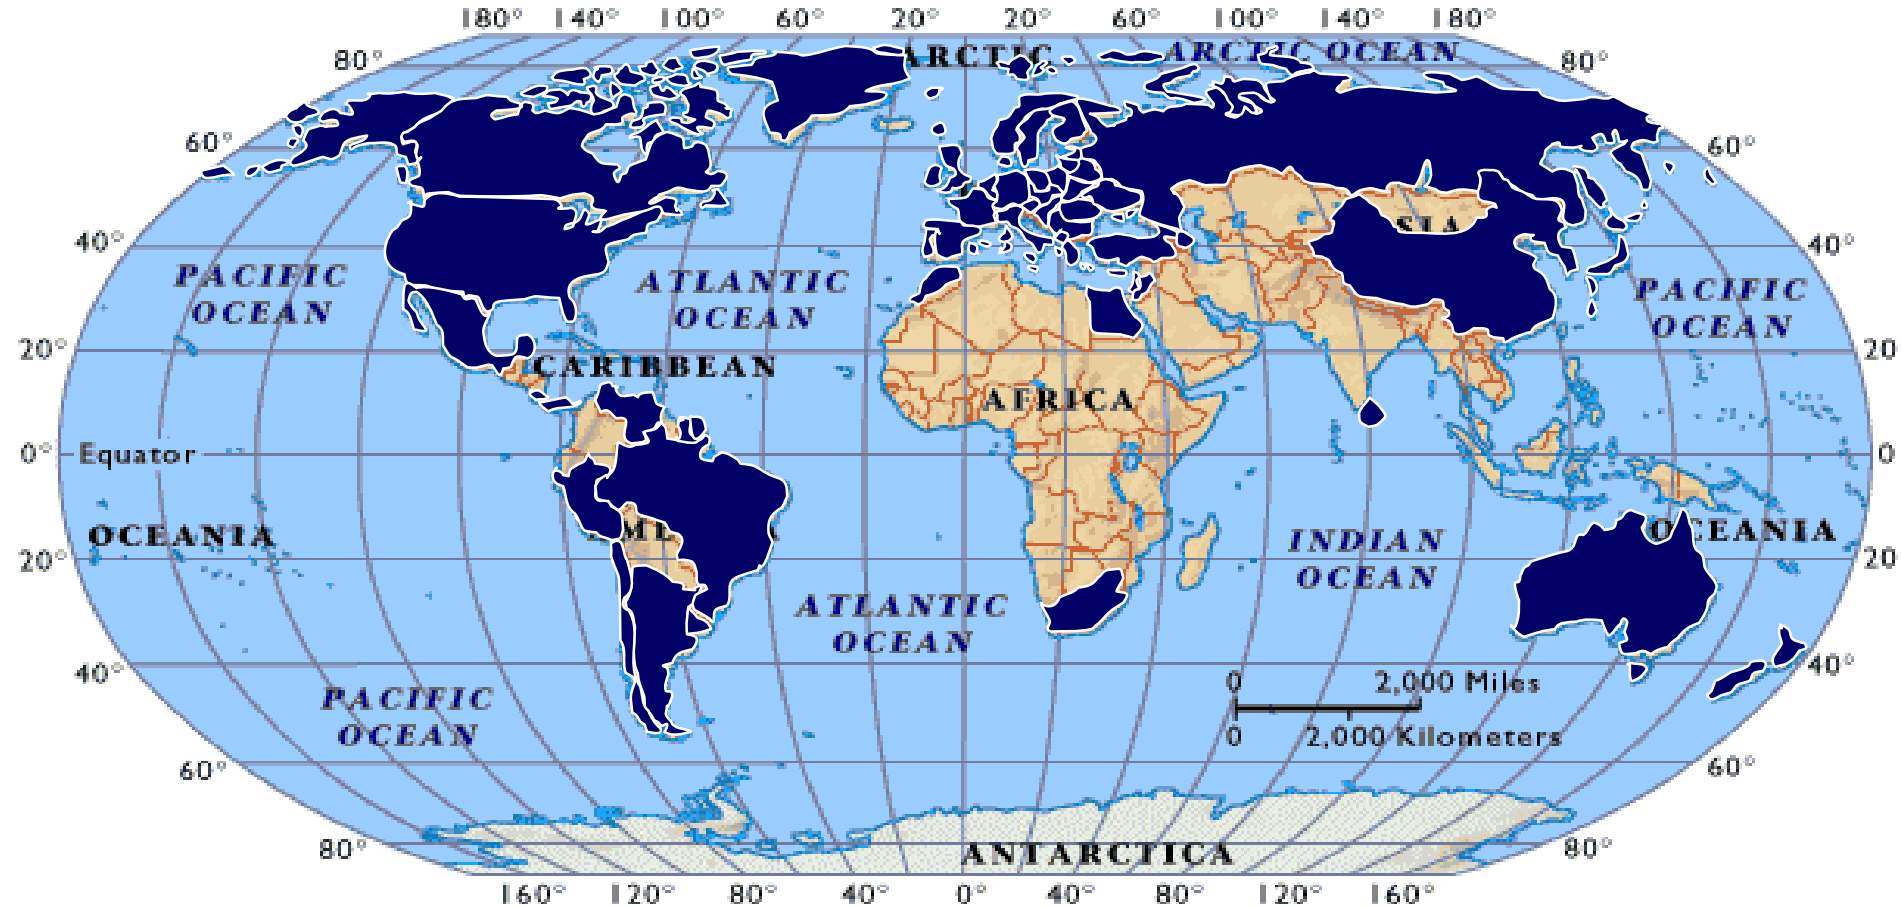 180° 140° 100° 60° 20° 20° 60° 100° 140° 180°
80° ARCTIC ARCTIC OCEAN 80°
60° 60°
40° SIA 40°
PACIFIC
OCEAN
ATLANTIC
OCEAN
PACIFIC
OCEAN
20° 20
CARIBBEAN
AFRICA
0° Equator 0
OCEANIA
OCEANIA
INDIAN
OCEAN
20° 20
ATLANTIC
OCEAN
40° 40°
0 2,000 Miles
0 2,000 Kilometers
PACIFIC
OCEAN
60° 60°
80° ANTARCTICA 80°
160° 120° 80° 40° 0° 40° 80° 120° 160°